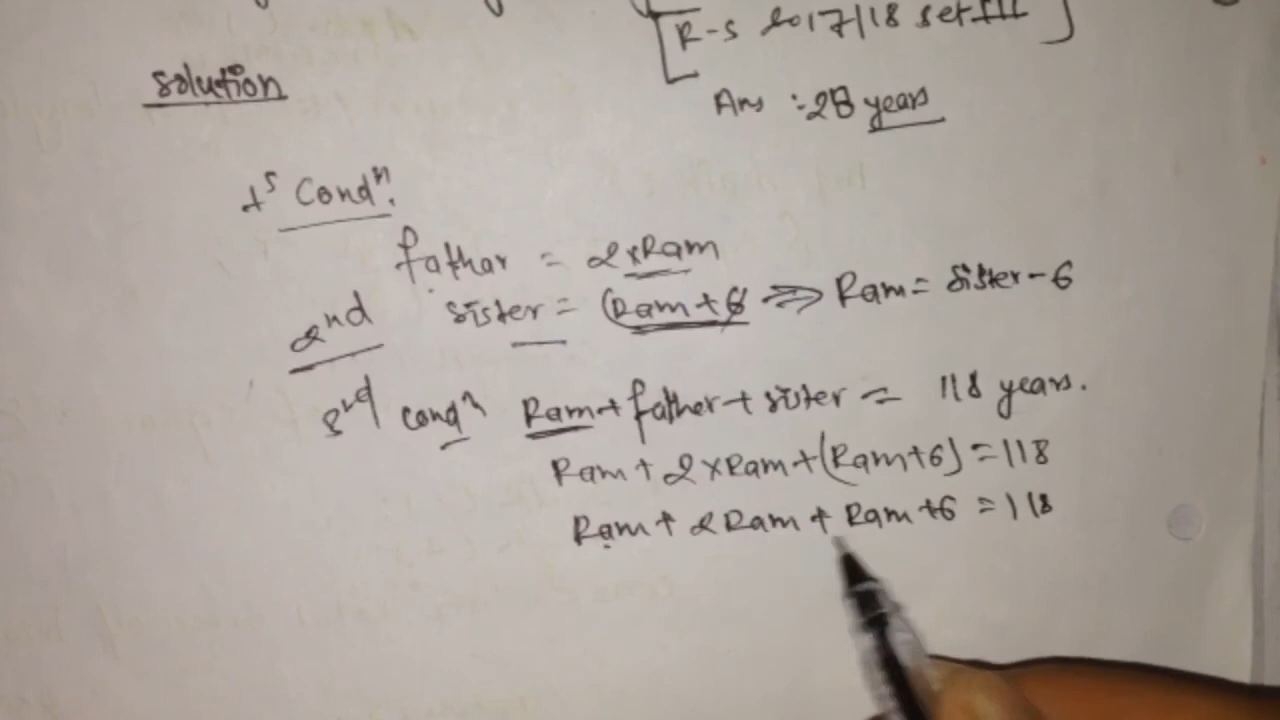 [R-S 2017/18 set III]
Solution
Ans :- 28 years
1s Condn.
father = 2×Ram
2nd sister = (Ram+6 ⇒ Ram = Sister-6
3rd condn Ram + father + sister = 118 years.
Ram + 2×Ram + (Ram+6) = 118
Ram + 2Ram + Ram +6 = 118